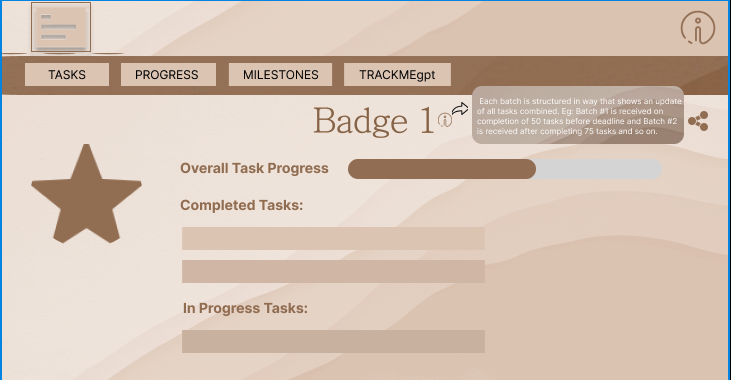 TASKS PROGRESS MILESTONES TRACKMEgpt
Badge 1
Each batch is structured in way that shows an update
of all tasks combined. Eg: Batch #1 is received on
completion of 50 tasks before deadline and Batch #2
is received after completing 75 tasks and so on.
Overall Task Progress
Completed Tasks:
In Progress Tasks: